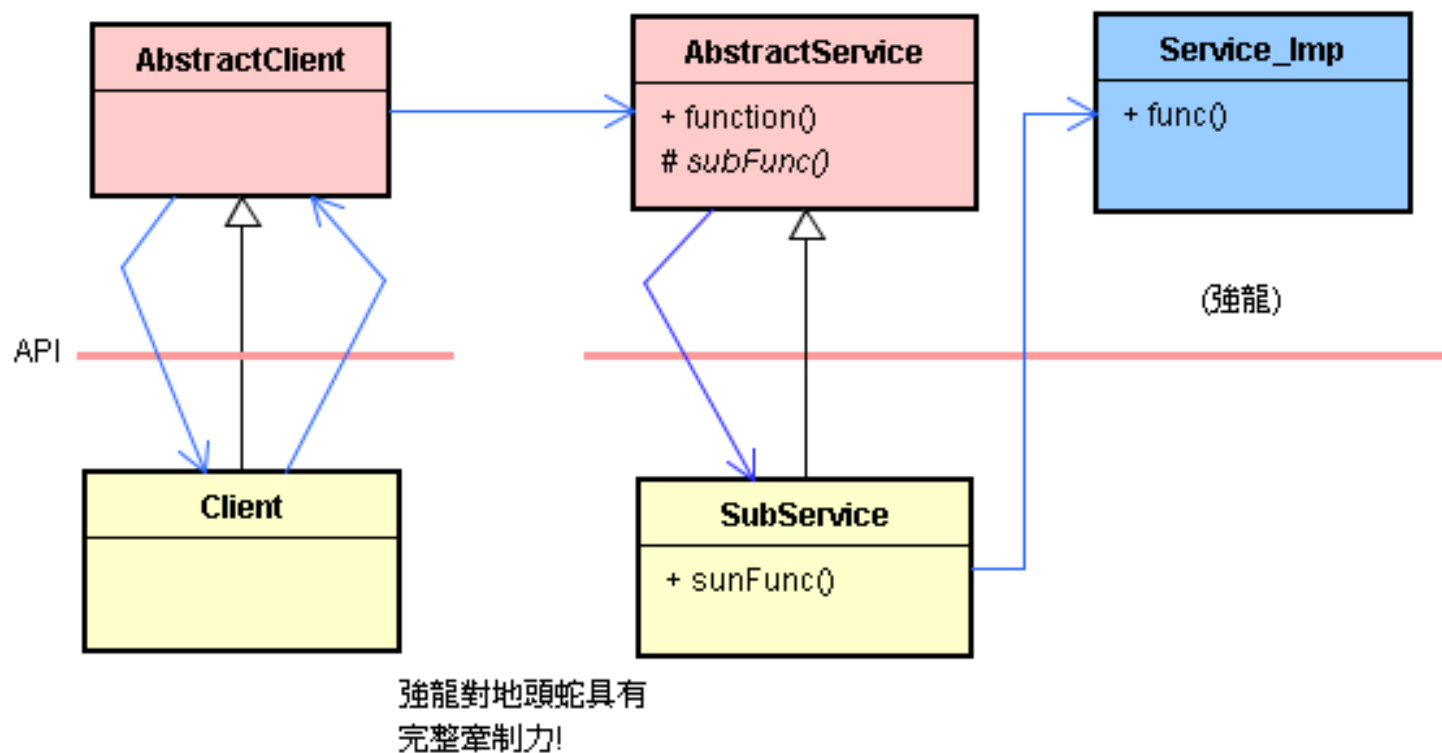 AbstractClient
AbstractService
+ function()
# subFunc()
Service_Imp
+ func()
(強龍)
API
Client
SubService
+ sunFunc()
強龍對地頭蛇具有
完整牽制力!